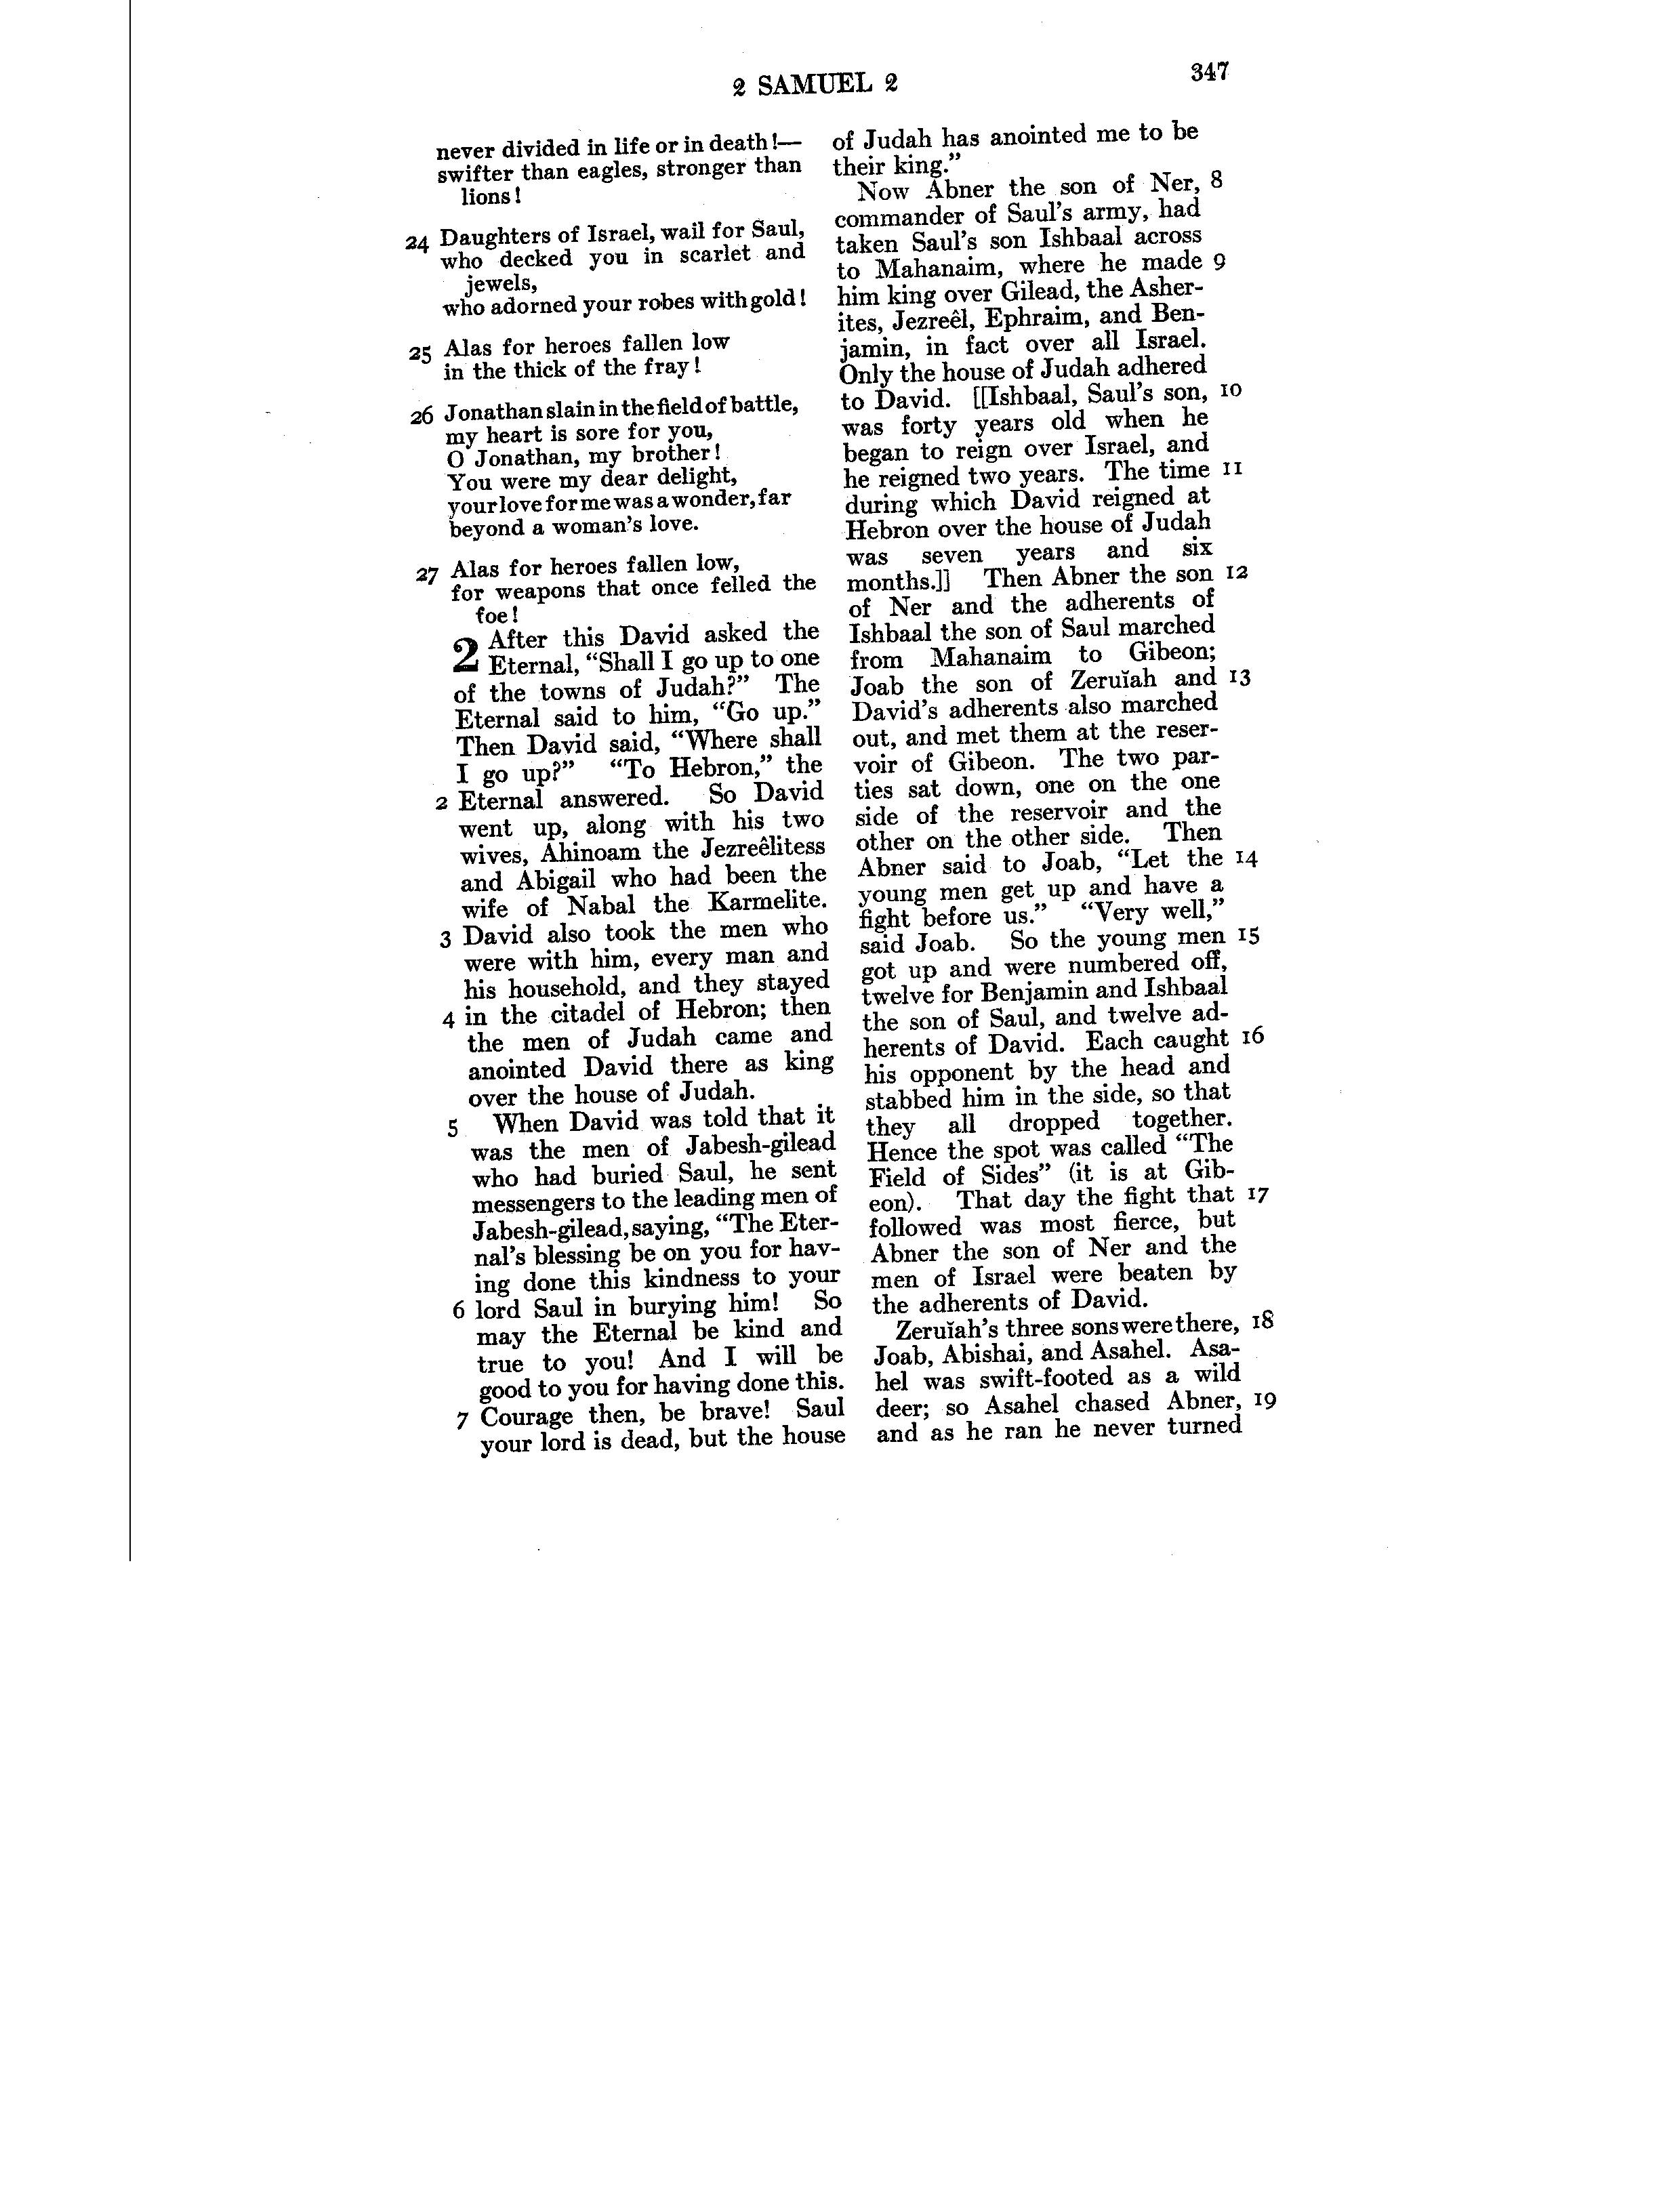 2 SAMUEL 2
347
never divided in life or in death!—
swifter than eagles, stronger than
lions!
24 Daughters of Israel, wail for Saul,
who decked you in scarlet and
jewels,
who adorned your robes with gold!
25 Alas for heroes fallen low
in the thick of the fray!
26 Jonathan slain in the field of battle,
my heart is sore for you,
O Jonathan, my brother!
You were my dear delight,
your love for me was a wonder, far
beyond a woman's love.
27 Alas for heroes fallen low,
for weapons that once felled the
foe!
2 After this David asked the
Eternal, “Shall I go up to one
of the towns of Judah?” The
Eternal said to him, “Go up.”
Then David said, “Where shall
I go up?” “To Hebron,” the
2 Eternal answered. So David
went up, along with his two
wives, Ahinoam the Jezreêlitess
and Abigail who had been the
wife of Nabal the Karmelite.
3 David also took the men who
were with him, every man and
his household, and they stayed
4 in the citadel of Hebron; then
the men of Judah came and
anointed David there as king
over the house of Judah.
5 When David was told that it
was the men of Jabesh-gilead
who had buried Saul, he sent
messengers to the leading men of
Jabesh-gilead, saying, “The Eter-
nal's blessing be on you for hav-
ing done this kindness to your
6 lord Saul in burying him! So
may the Eternal be kind and
true to you! And I will be
good to you for having done this.
7 Courage then, be brave! Saul
your lord is dead, but the house
of Judah has anointed me to be
their king.”
Now Abner the son of Ner, 8
commander of Saul's army, had
taken Saul's son Ishbaal across
to Mahanaim, where he made 9
him king over Gilead, the Asher-
ites, Jezreêl, Ephraim, and Ben-
jamin, in fact over all Israel.
Only the house of Judah adhered
to David. [[Ishbaal, Saul's son, 10
was forty years old when he
began to reign over Israel, and
he reigned two years. The time 11
during which David reigned at
Hebron over the house of Judah
was seven years and six
months.]] Then Abner the son 12
of Ner and the adherents of
Ishbaal the son of Saul marched
from Mahanaim to Gibeon;
Joab the son of Zeruĭah and 13
David's adherents also marched
out, and met them at the reser-
voir of Gibeon. The two par-
ties sat down, one on the one
side of the reservoir and the
other on the other side. Then
Abner said to Joab, “Let the 14
young men get up and have a
fight before us.” “Very well,”
said Joab. So the young men 15
got up and were numbered off,
twelve for Benjamin and Ishbaal
the son of Saul, and twelve ad-
herents of David. Each caught 16
his opponent by the head and
stabbed him in the side, so that
they all dropped together.
Hence the spot was called “The
Field of Sides” (it is at Gib-
eon). That day the fight that 17
followed was most fierce, but
Abner the son of Ner and the
men of Israel were beaten by
the adherents of David.
Zeruĭah's three sons were there, 18
Joab, Abishai, and Asahel. Asa-
hel was swift-footed as a wild
deer; so Asahel chased Abner, 19
and as he ran he never turned